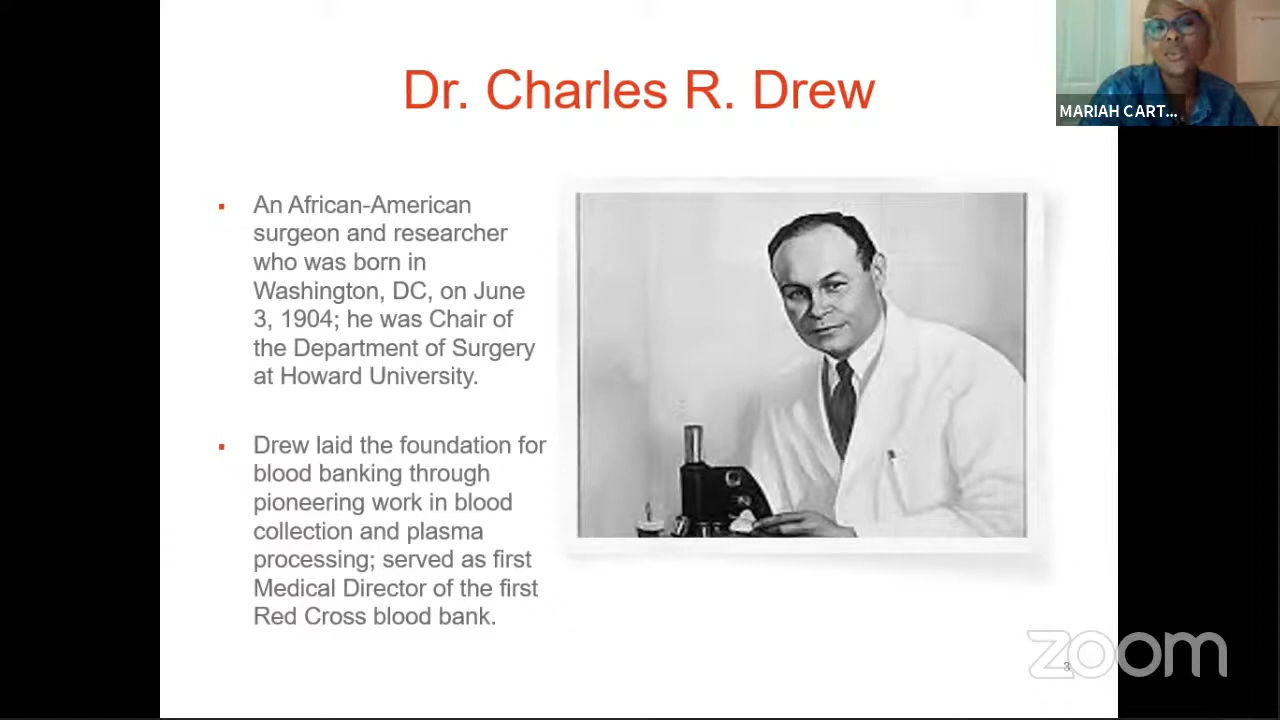 Dr. Charles R. Drew
MARIAH CART...
▪ An African-American
surgeon and researcher
who was born in
Washington, DC, on June
3, 1904; he was Chair of
the Department of Surgery
at Howard University.
▪ Drew laid the foundation for
blood banking through
pioneering work in blood
collection and plasma
processing; served as first
Medical Director of the first
Red Cross blood bank.
zoom
3